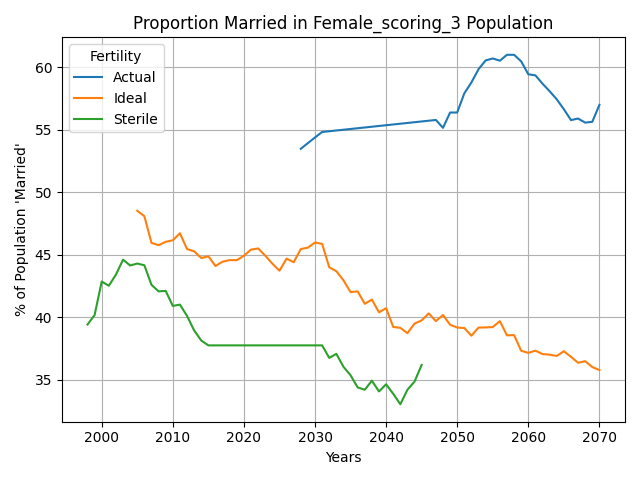 Proportion Married in Female_scoring_3 Population
Fertility
Actual
Ideal
Sterile
% of Population 'Married'
60
55
50
45
40
35
2000 2010 2020 2030 2040 2050 2060 2070
Years